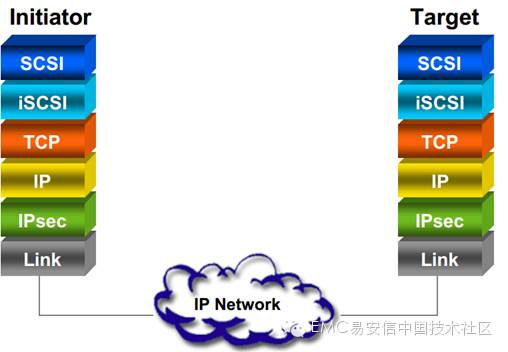 Initiator
Target
SCSI
SCSI
iSCSI
iSCSI
TCP
TCP
IP
IP
IPsec
IPsec
Link
Link
IP Network
EMC易安信中国技术社区